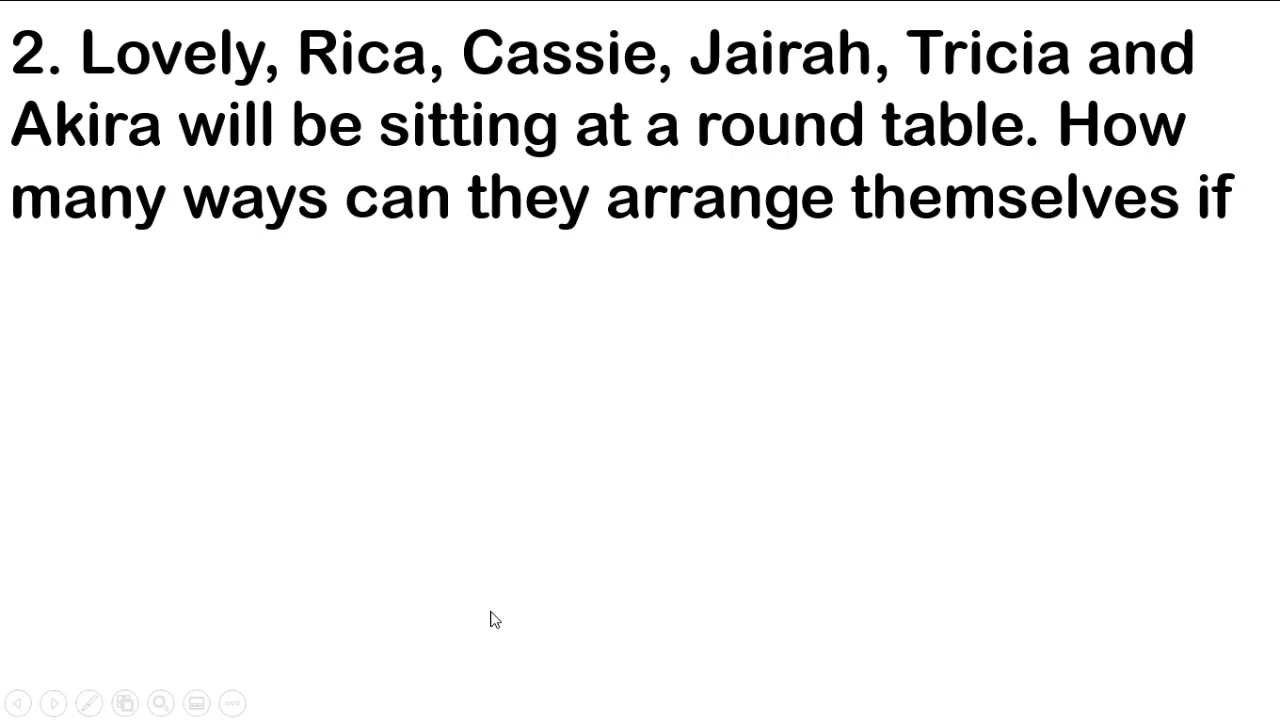 2. Lovely, Rica, Cassie, Jairah, Tricia and
Akira will be sitting at a round table. How
many ways can they arrange themselves if